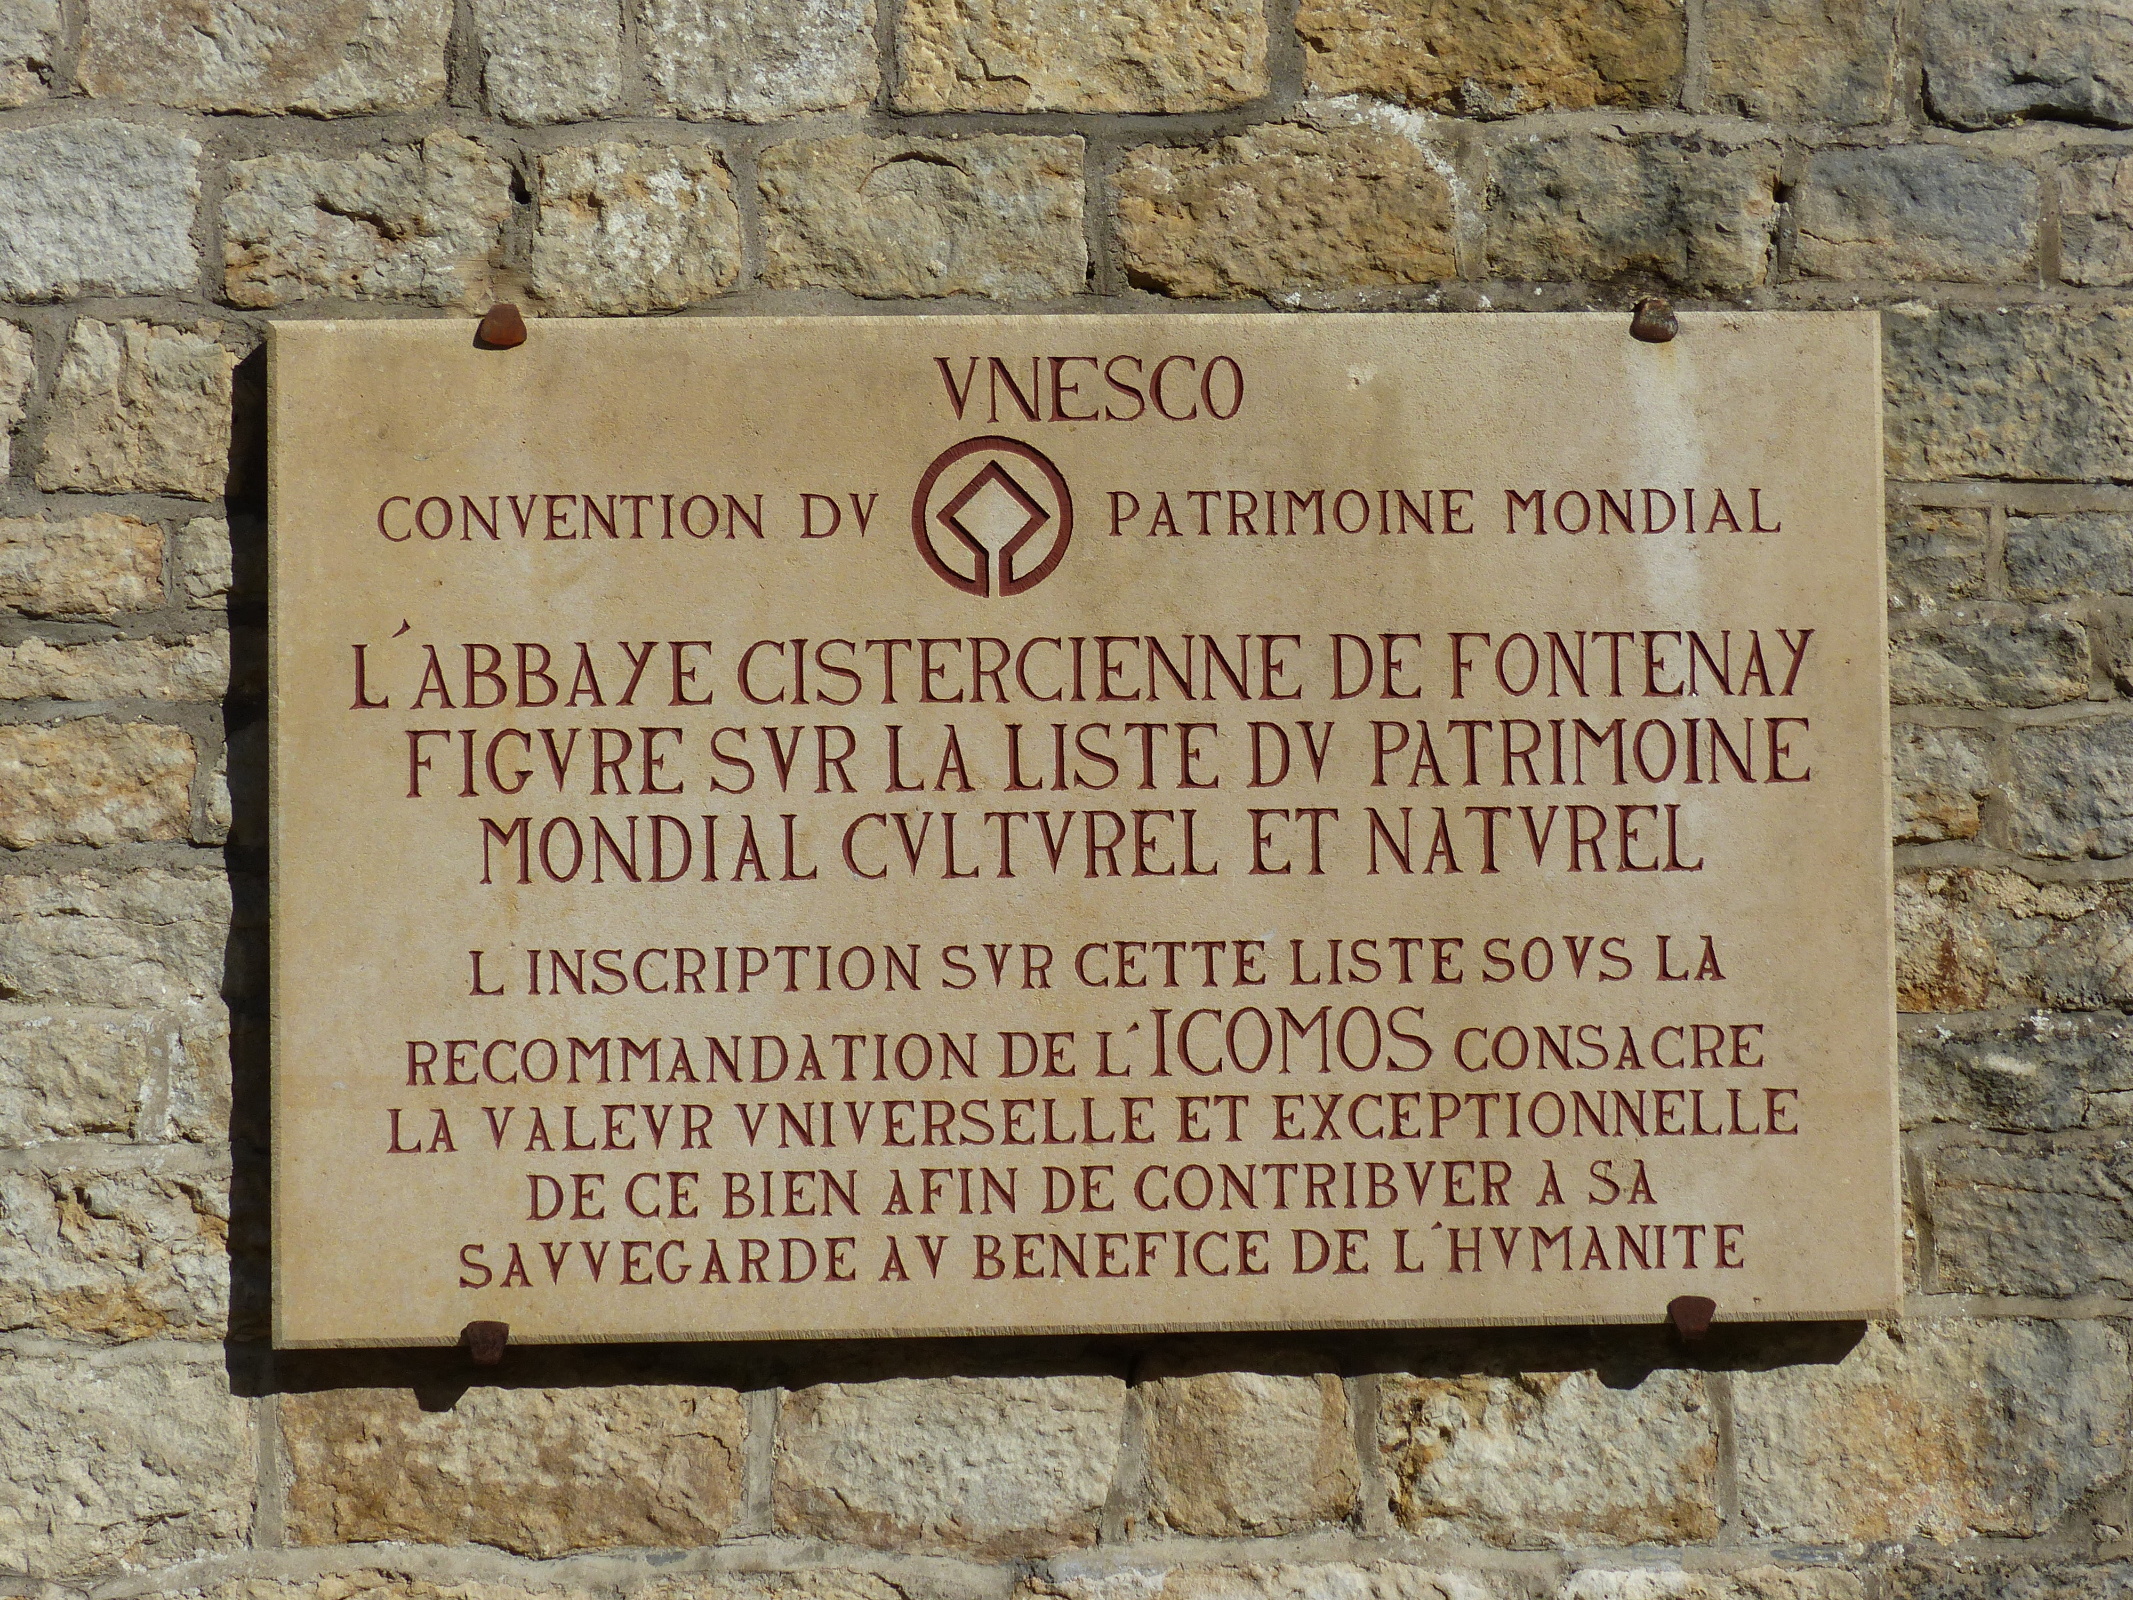 VNESCO
CONVENTION DV PATRIMOINE MONDIAL
L'ABBAYE CISTERCIENNE DE FONTENAY
FIGVRE SVR LA LISTE DV PATRIMOINE
MONDIAL CVLTVREL ET NATVREL
L INSCRIPTION SVR CETTE LISTE SOVS LA
RECOMMANDATION DE L'ICOMOS CONSACRE
LA VALEVR VNIVERSELLE ET EXCEPTIONNELLE
DE CE BIEN AFIN DE CONTRIBVER A SA
SAVVEGARDE AV BENEFICE DE L'HVMANITE